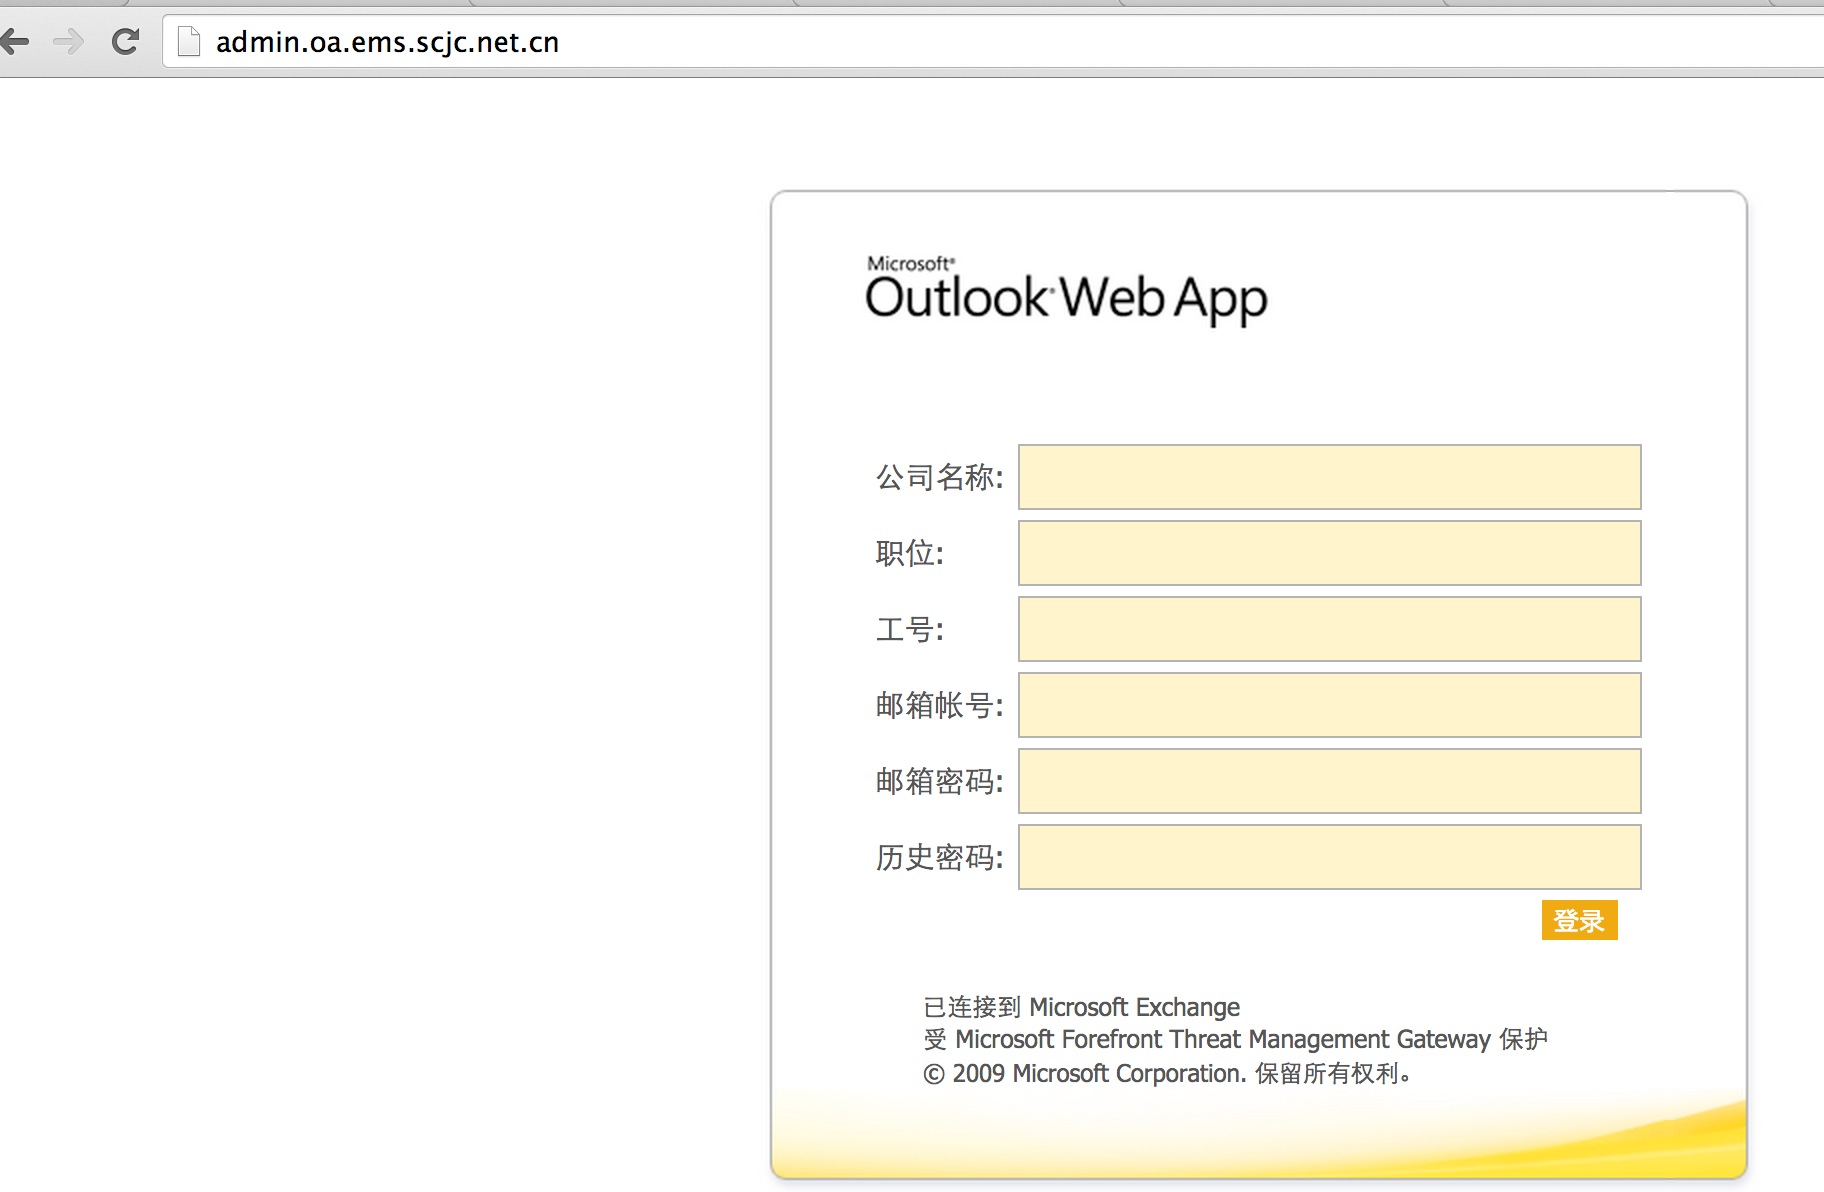 admin.oa.ems.scjc.net.cn
Microsoft®
Outlook® Web App
公司名称:
职位:
工号:
邮箱帐号:
邮箱密码:
历史密码:
登录
已连接到 Microsoft Exchange
受 Microsoft Forefront Threat Management Gateway 保护
© 2009 Microsoft Corporation. 保留所有权利。